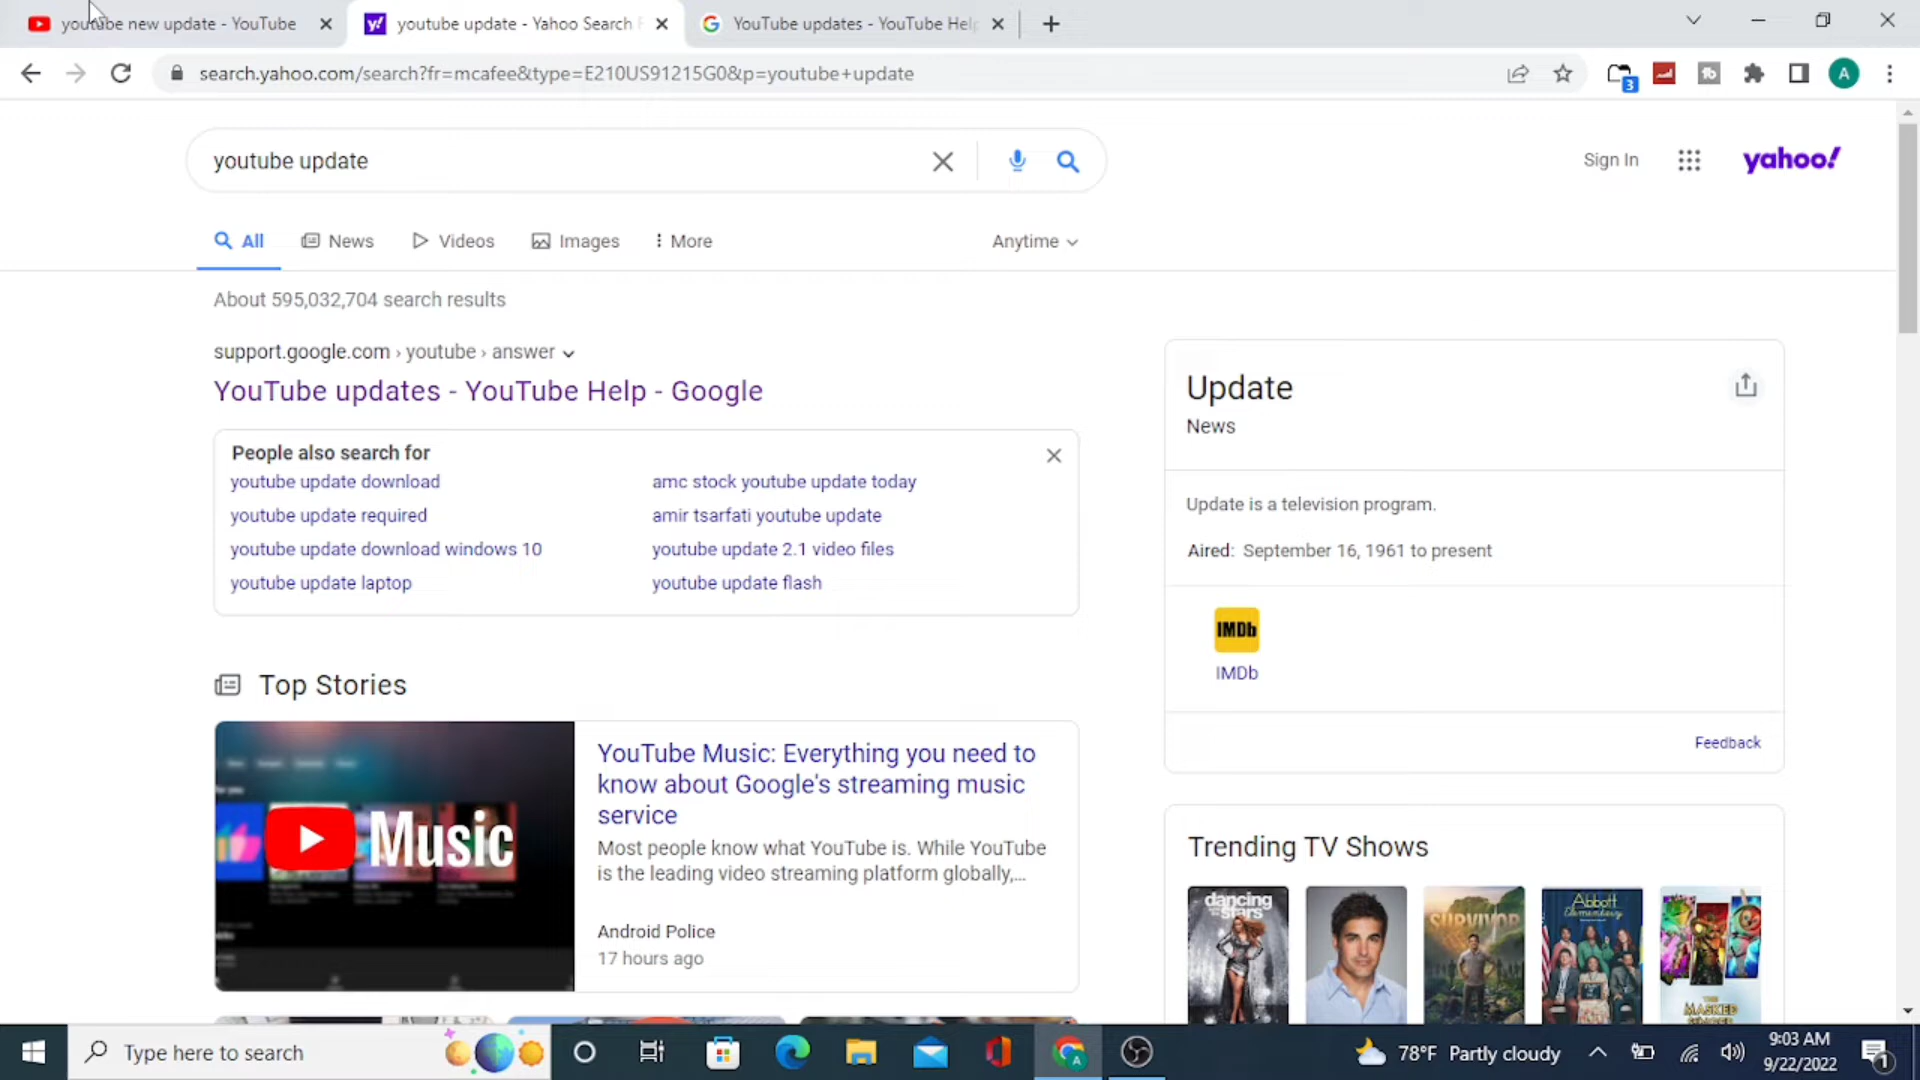 youtube new update - YouTube
youtube update - Yahoo Search
YouTube updates - YouTube Help
search.yahoo.com/search?fr=mcafee&type=E210US91215G0&p=youtube+update
3
A
youtube update
Sign In
yahoo!
All
News
Videos
Images
More
Anytime
About 595,032,704 search results
support.google.com › youtube › answer
YouTube updates - YouTube Help - Google
People also search for
youtube update download
amc stock youtube update today
youtube update required
amir tsarfati youtube update
youtube update download windows 10
youtube update 2.1 video files
youtube update laptop
youtube update flash
Update
News
Update is a television program.
Aired: September 16, 1961 to present
IMDb
IMDb
Feedback
Top Stories
Music
YouTube Music: Everything you need to
know about Google's streaming music
service
Most people know what YouTube is. While YouTube
is the leading video streaming platform globally,...
Android Police
17 hours ago
Trending TV Shows
dancing
stars
SURVIVOR
Abbott
Elementary
THE
MASKED
Type here to search
A
78°F Partly cloudy
9:03 AM
9/22/2022
1